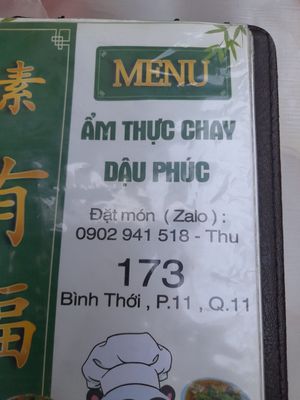 素
有
福
MENU
ẨM THỰC CHAY
DẬU PHÚC
Đặt món ( Zalo ) :
0902 941 518 - Thu
173
Bình Thới , P.11 , Q.11